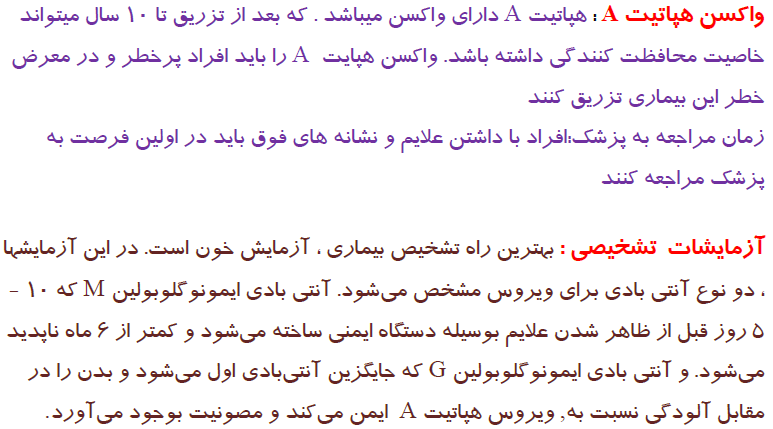 واکسن هپاتیت A : هپاتیت A دارای واکسن میباشد . که بعد از تزریق تا ۱۰ سال میتواند
خاصیت محافظت کنندگی داشته باشد. واکسن هپایت A را باید افراد پرخطر و در معرض
خطر این بیماری تزریق کنند
زمان مراجعه به پزشک:افراد با داشتن علایم و نشانه های فوق باید در اولین فرصت به
پزشک مراجعه کنند
آزمایشات تشخیصی : بهترین راه تشخیص بیماری ، آزمایش خون است. در این آزمایشها
، دو نوع آنتی بادی برای ویروس مشخص می‌شود. آنتی بادی ایمونوگلوبولین M که ۱۰ -
۵ روز قبل از ظاهر شدن علایم بوسیله دستگاه ایمنی ساخته می‌شود و کمتر از ۶ ماه ناپدید
می‌شود. و آنتی بادی ایمونوگلوبولین G که جایگزین آنتی‌بادی اول می‌شود و بدن را در
مقابل آلودگی نسبت به, ویروس هپاتیت A ایمن می‌کند و مصونیت بوجود می‌آورد.